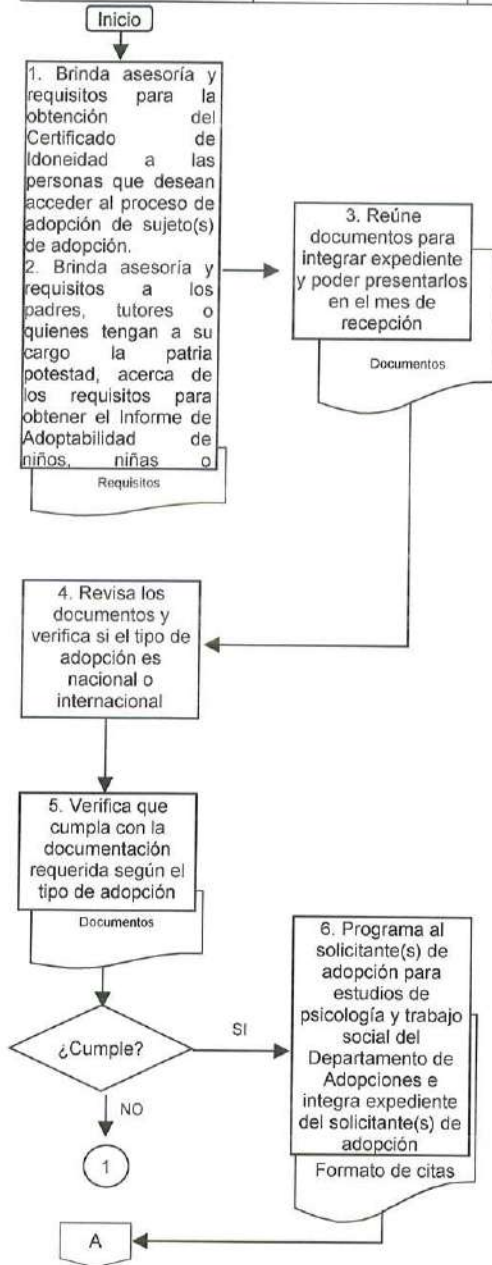 Inicio
1. Brinda asesoría y
requisitos para la
obtención del
Certificado de
Idoneidad a las
personas que desean
acceder al proceso de
adopción de sujeto(s)
de adopción.
2. Brinda asesoría y
requisitos a los
padres, tutores o
quienes tengan a su
cargo la patria
potestad, acerca de
los requisitos para
obtener el Informe de
Adoptabilidad de
niños, niñas o
Requisitos
3. Reúne
documentos para
integrar expediente
y poder presentarlos
en el mes de
recepción
Documentos
4. Revisa los
documentos y
verifica si el tipo de
adopción es
nacional o
internacional
5. Verifica que
cumpla con la
documentación
requerida según el
tipo de adopción
Documentos
¿Cumple?
SI
NO
1
6. Programa al
solicitante(s) de
adopción para
estudios de
psicología y trabajo
social del
Departamento de
Adopciones e
integra expediente
del solicitante(s) de
adopción
Formato de citas
A